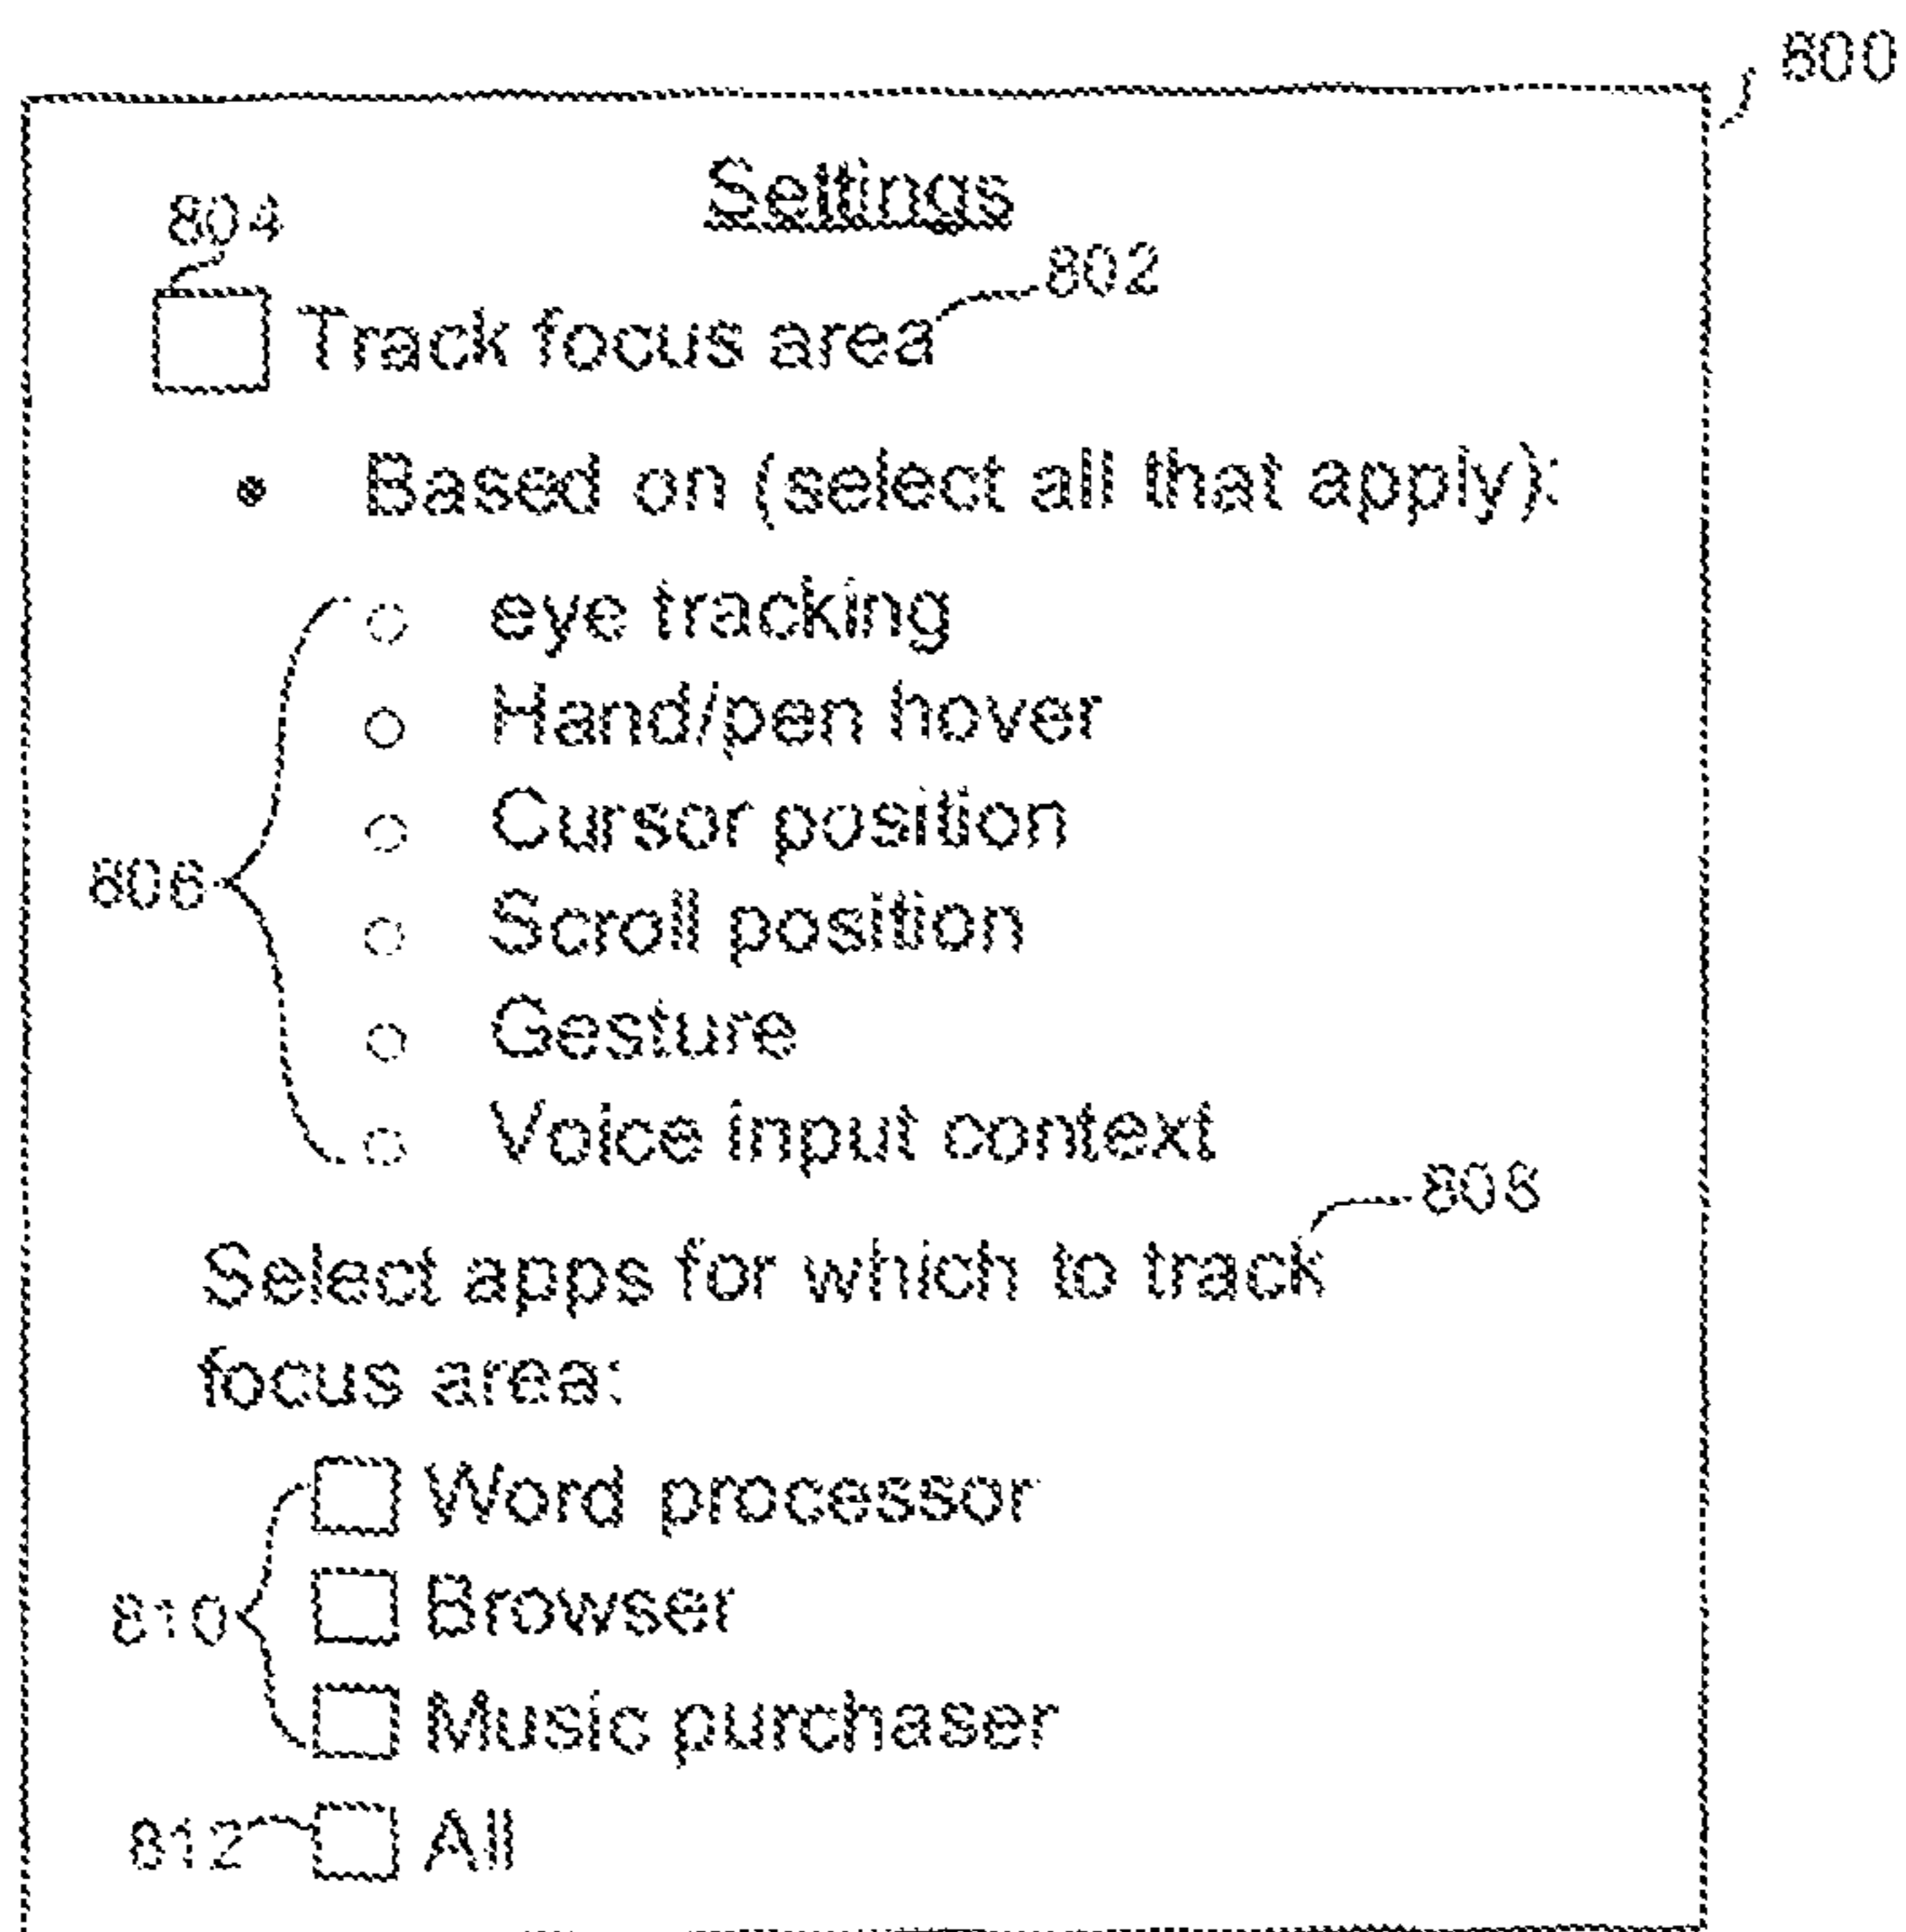 800
Settings
804
802
Track focus area
• Based on (select all that apply):
eye tracking
Hand/pen hover
Cursor position
806
Scroll position
Gesture
Voice input context
808
Select apps for which to track
focus area:
Word processor
810
Browser
Music purchaser
812
All